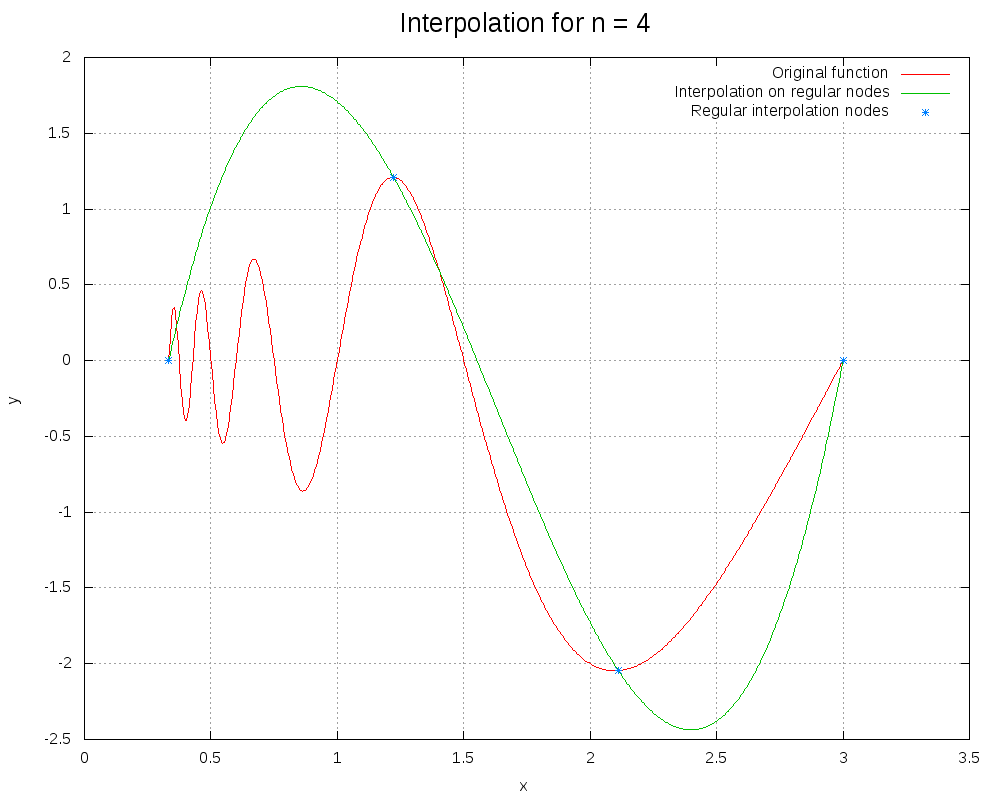 Interpolation for n = 4
Original function
Interpolation on regular nodes
Regular interpolation nodes
2
1.5
1
0.5
0
-0.5
-1
-1.5
-2
-2.5
y
0 0.5 1 1.5 2 2.5 3 3.5
x